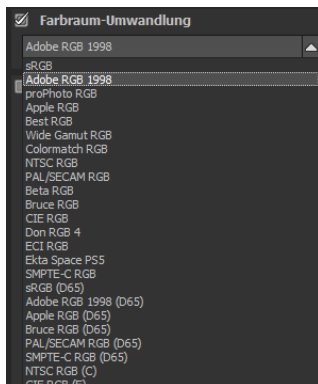 Farbraum-Umwandlung
Adobe RGB 1998
sRGB
Adobe RGB 1998
proPhoto RGB
Apple RGB
Best RGB
Wide Gamut RGB
Colormatch RGB
NTSC RGB
PAL/SECAM RGB
Beta RGB
Bruce RGB
CIE RGB
Don RGB 4
ECI RGB
Ekta Space PS5
SMPTE-C RGB
sRGB (D65)
Adobe RGB 1998 (D65)
Apple RGB (D65)
Bruce RGB (D65)
PAL/SECAM RGB (D65)
SMPTE-C RGB (D65)
NTSC RGB (C)
CIE RGB (E)